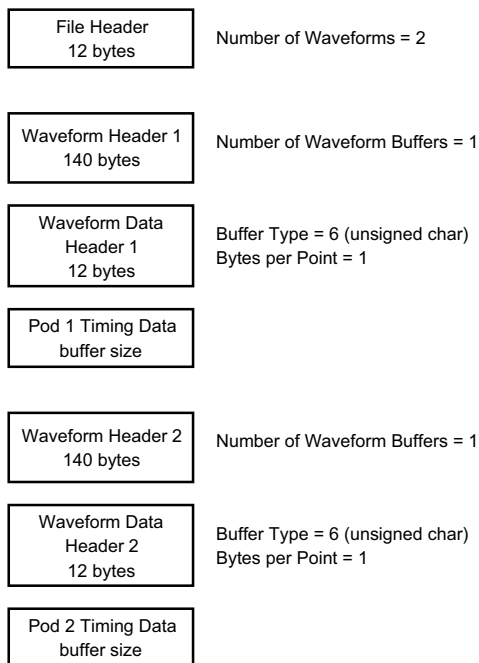 File Header
12 bytes
Number of Waveforms = 2
Waveform Header 1
140 bytes
Number of Waveform Buffers = 1
Waveform Data
Header 1
12 bytes
Buffer Type = 6 (unsigned char)
Bytes per Point = 1
Pod 1 Timing Data
buffer size
Waveform Header 2
140 bytes
Number of Waveform Buffers = 1
Waveform Data
Header 2
12 bytes
Buffer Type = 6 (unsigned char)
Bytes per Point = 1
Pod 2 Timing Data
buffer size